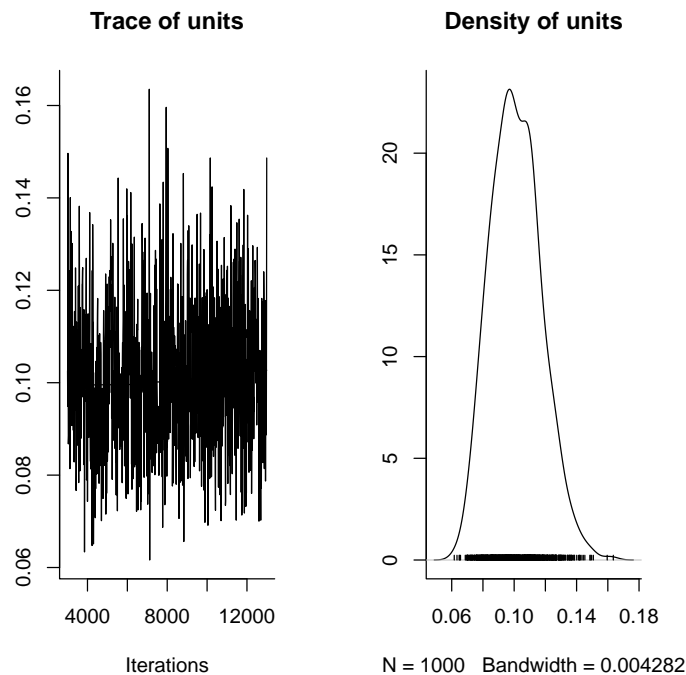 Trace of units
0.16
0.14
0.12
0.10
0.08
0.06
4000 8000 12000
Iterations
Density of units
20
15
10
5
0
0.06 0.10 0.14 0.18
N = 1000 Bandwidth = 0.004282